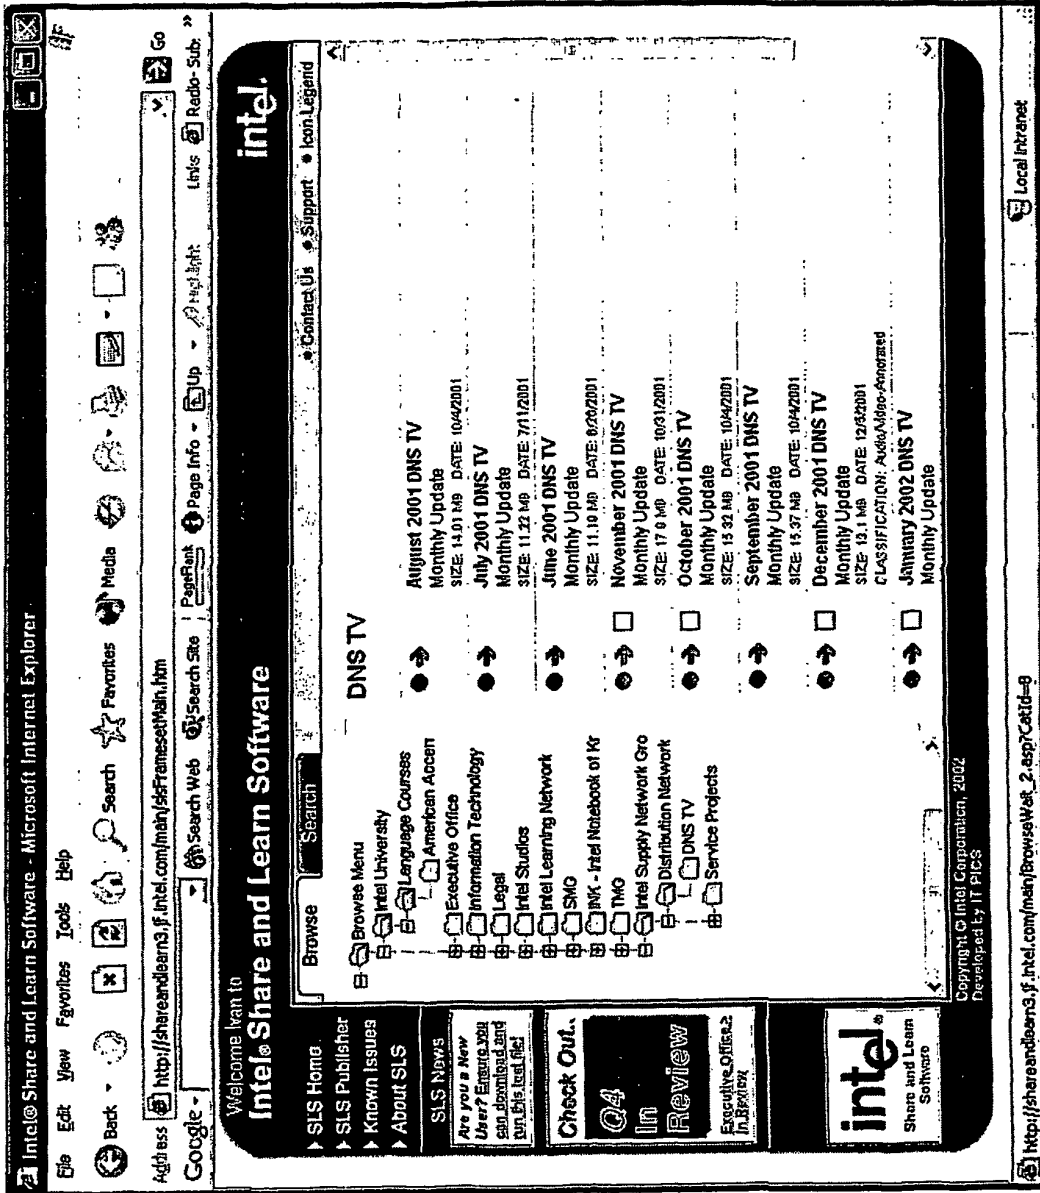 Intel® Share and Learn Software - Microsoft Internet Explorer
File Edit View Favorites Tools Help
Back Search Favorites Media
Address http://shareandlearn3.jf.intel.com/main/slsFramesetMain.htm Go
Google Search Web Search Site PageRank Page Info Up Highlight Links Radio-Sub:
Welcome Ivan to
Intel® Share and Learn Software
intel.
SLS Home
SLS Publisher
Known Issues
About SLS
SLS News
Are you a New
User? Ensure you
can download and
run this test file!
Check Out..
Q4
In
Review
Executive Office >
In Review
intel®
Share and Learn
Software
Browse Search
Contact Us Support Icon Legend
Browse Menu
Intel University
Language Courses
American Accen
Executive Office
Information Technology
Legal
Intel Studios
Intel Learning Network
SMG
INK - Intel Notebook of Kr
TMG
Intel Supply Network Gro
Distribution Network
DNS TV
Service Projects
DNS TV
August 2001 DNS TV
Monthly Update
SIZE: 14.01 MB DATE: 10/4/2001
July 2001 DNS TV
Monthly Update
SIZE: 11.22 MB DATE: 7/11/2001
June 2001 DNS TV
Monthly Update
SIZE: 11.19 MB DATE:
November 2001 DNS TV
Monthly Update
SIZE: 17.9 MB DATE: 10/31/2001
October 2001 DNS TV
Monthly Update
SIZE: 15.32 MB DATE: 10/4/2001
September 2001 DNS TV
Monthly Update
SIZE: 15.37 MB DATE: 10/4/2001
December 2001 DNS TV
Monthly Update
SIZE: 13.1 MB DATE:
CLASSIFICATION: Audio/Video-Annotated
January 2002 DNS TV
Monthly Update
Copyright © Intel Corporation, 2002
Developed by IT PICS
http://shareandlearn3.jf.intel.com/main/BrowseWait_2.asp?CatId=8
Local intranet